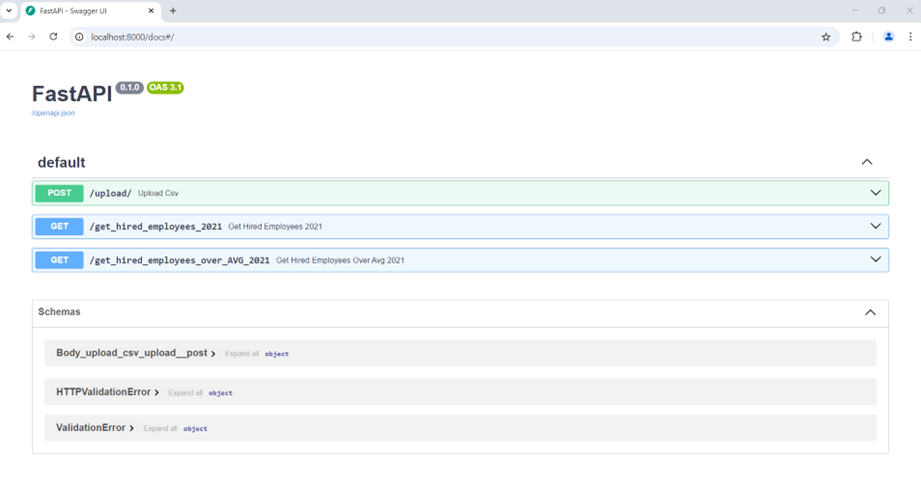 FastAPI - Swagger UI
localhost:8000/docs#/
FastAPI 0.1.0 OAS 3.1
/openapi.json
default
POST /upload/ Upload Csv
GET /get_hired_employees_2021 Get Hired Employees 2021
GET /get_hired_employees_over_AVG_2021 Get Hired Employees Over Avg 2021
Schemas
Body_upload_csv_upload__post Expand all object
HTTPValidationError Expand all object
ValidationError Expand all object